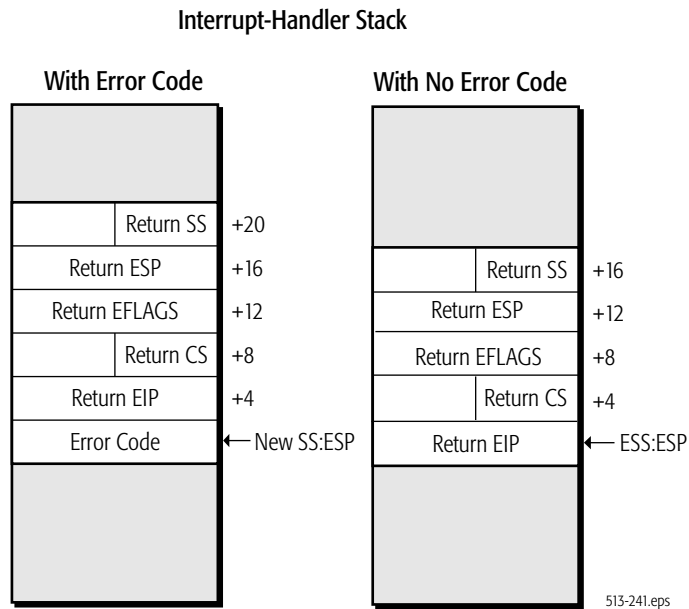 Interrupt-Handler Stack
With Error Code
Return SS +20
Return ESP +16
Return EFLAGS +12
Return CS +8
Return EIP +4
Error Code New SS:ESP
With No Error Code
Return SS +16
Return ESP +12
Return EFLAGS +8
Return CS +4
Return EIP ESS:ESP
513-241.eps